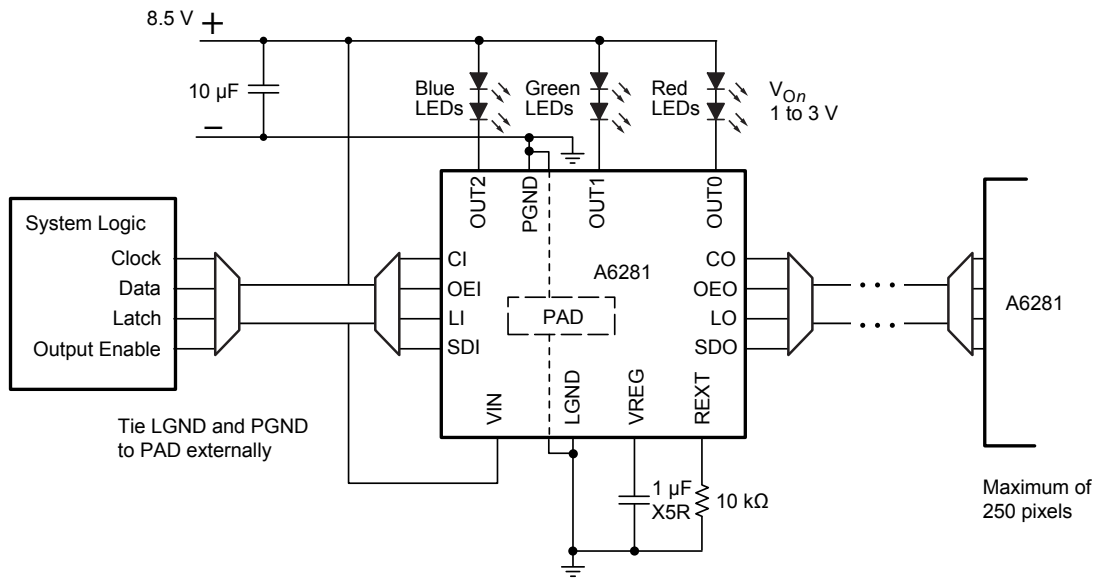 8.5 V +
10 µF
–
Blue
LEDs
Green
LEDs
Red
LEDs
VOn
1 to 3 V
OUT2
PGND
OUT1
OUT0
System Logic
Clock
Data
Latch
Output Enable
CI
OEI
LI
SDI
A6281
PAD
CO
OEO
LO
SDO
A6281
VIN
LGND
VREG
REXT
Tie LGND and PGND
to PAD externally
1 µF
X5R
10 kΩ
Maximum of
250 pixels